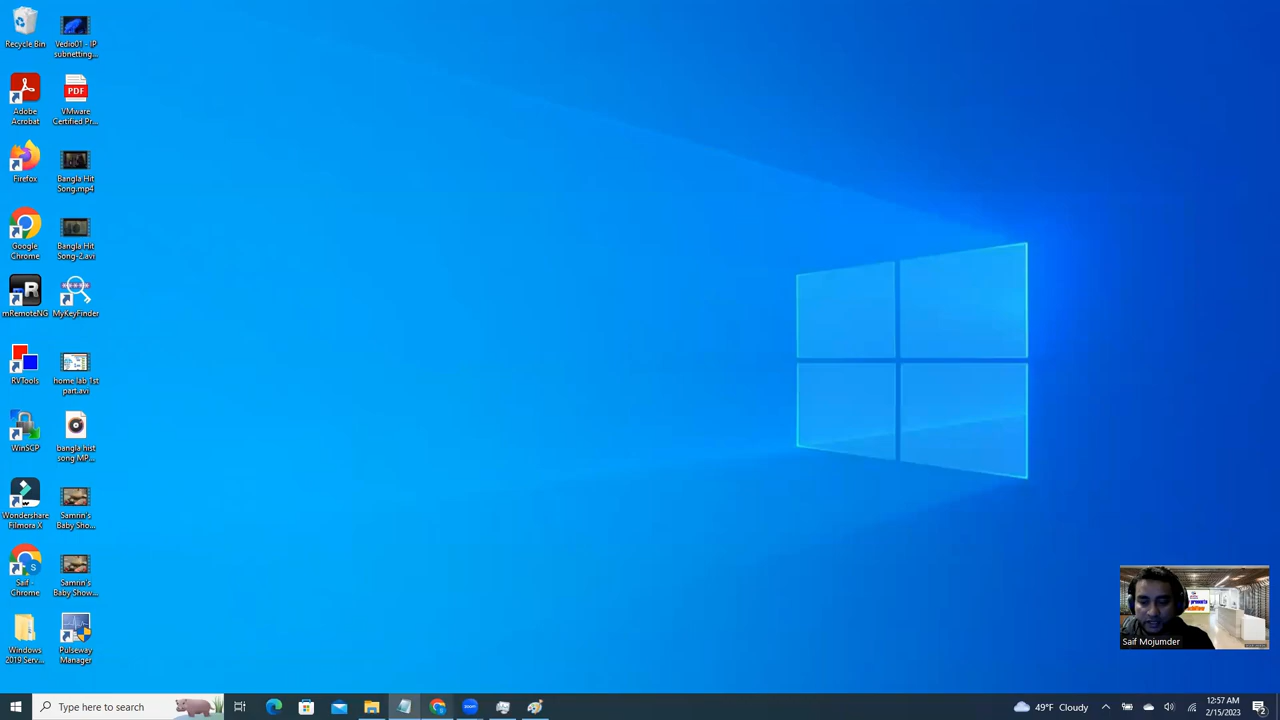 Recycle Bin
Vedio01 - IP
subnetting...
Adobe
Acrobat
PDF
VMware
Certified Pr...
Firefox
Bangla Hit
Song.mp4
Google
Chrome
Bangla Hit
Song-2.avi
R
mRemoteNG
MyKeyFinder
RVTools
home lab 1st
part.avi
WinSCP
bangla hist
song MP...
Wondershare
Filmora X
Samrin's
Baby Sho...
S
Saif -
Chrome
Samrin's
Baby Show...
Windows
2019 Serv...
Pulseway
Manager
Saif Mojumder
Type here to search
zoom
49°F Cloudy
12:57 AM
2/15/2023
2